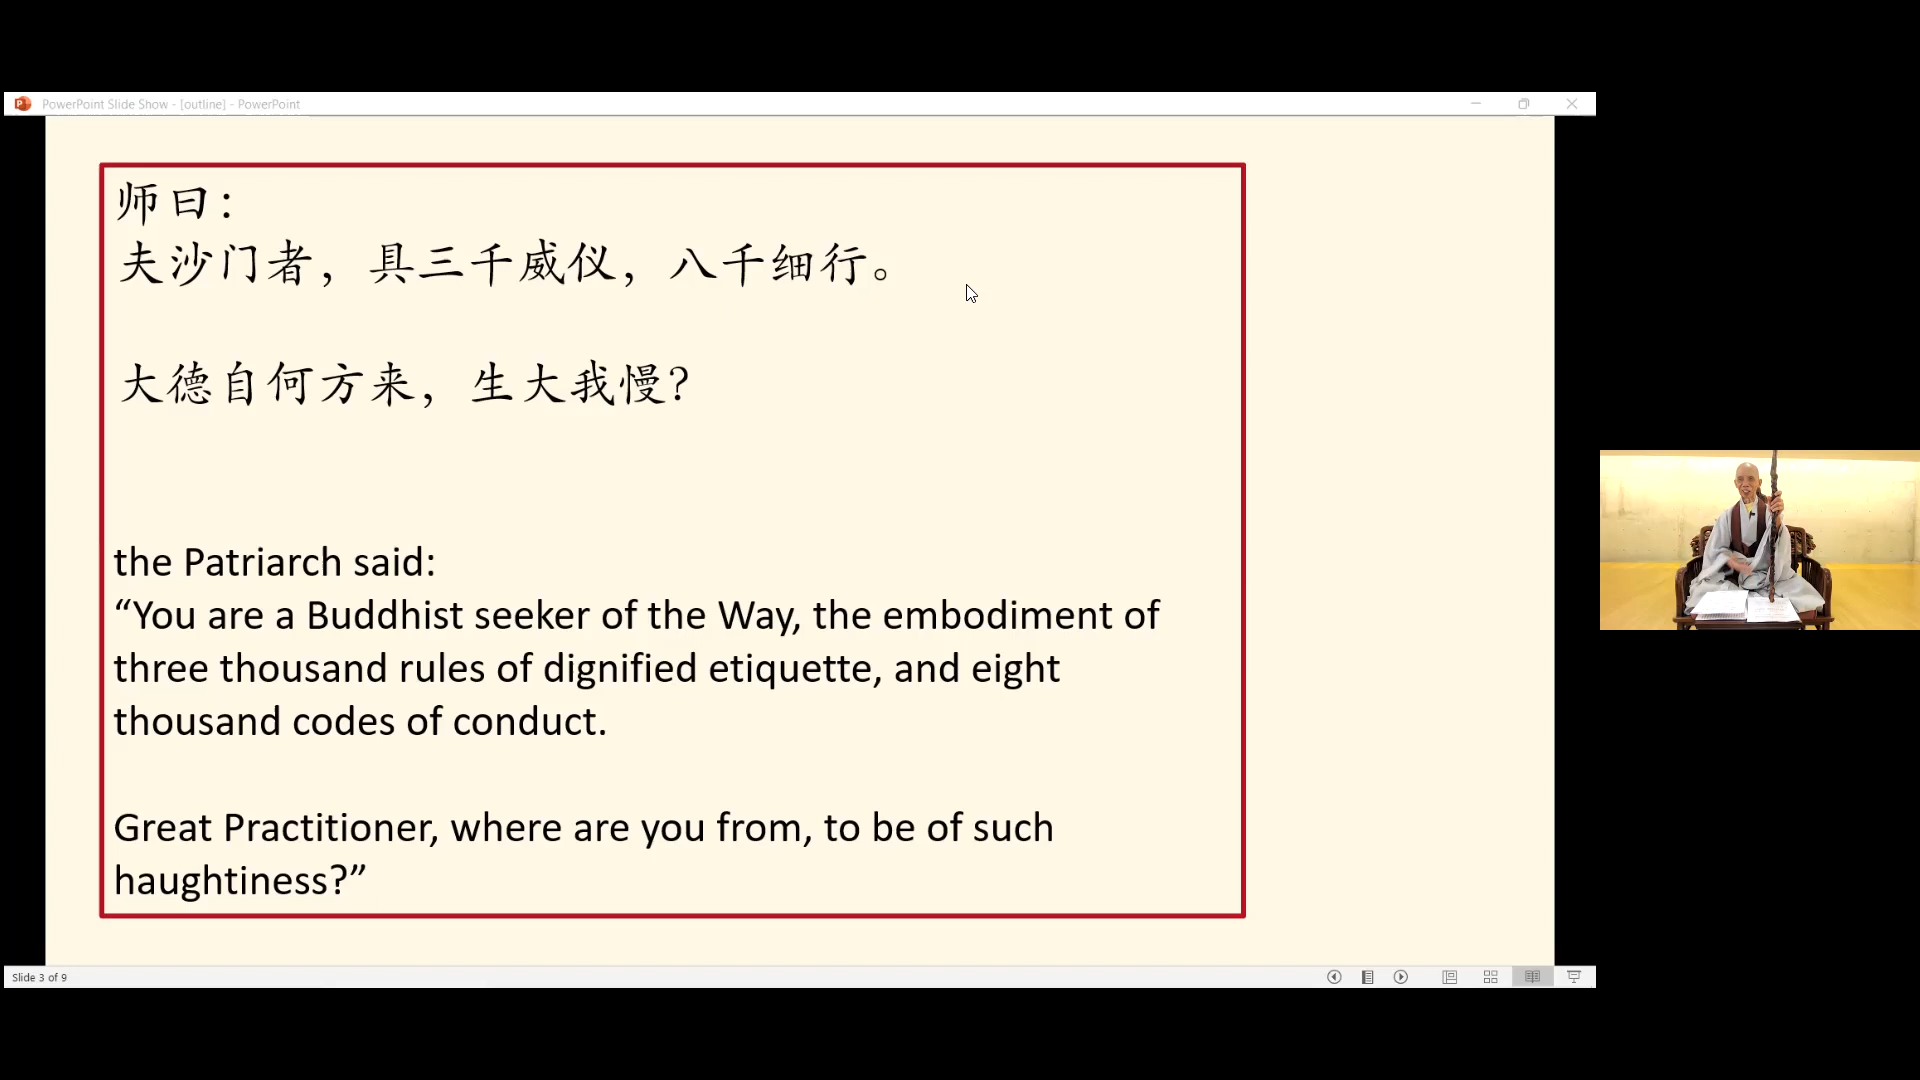 PowerPoint Slide Show - [outline] - PowerPoint
师曰：
夫沙门者，具三千威仪，八千细行。
大德自何方来，生大我慢？
the Patriarch said:
“You are a Buddhist seeker of the Way, the embodiment of
three thousand rules of dignified etiquette, and eight
thousand codes of conduct.
Great Practitioner, where are you from, to be of such
haughtiness?”
Slide 3 of 9